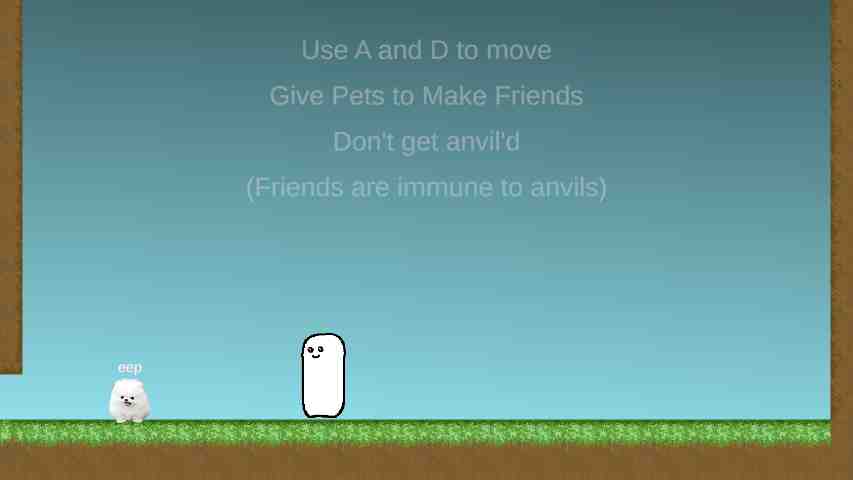 Use A and D to move
Give Pets to Make Friends
Don't get anvil'd
(Friends are immune to anvils)
eep